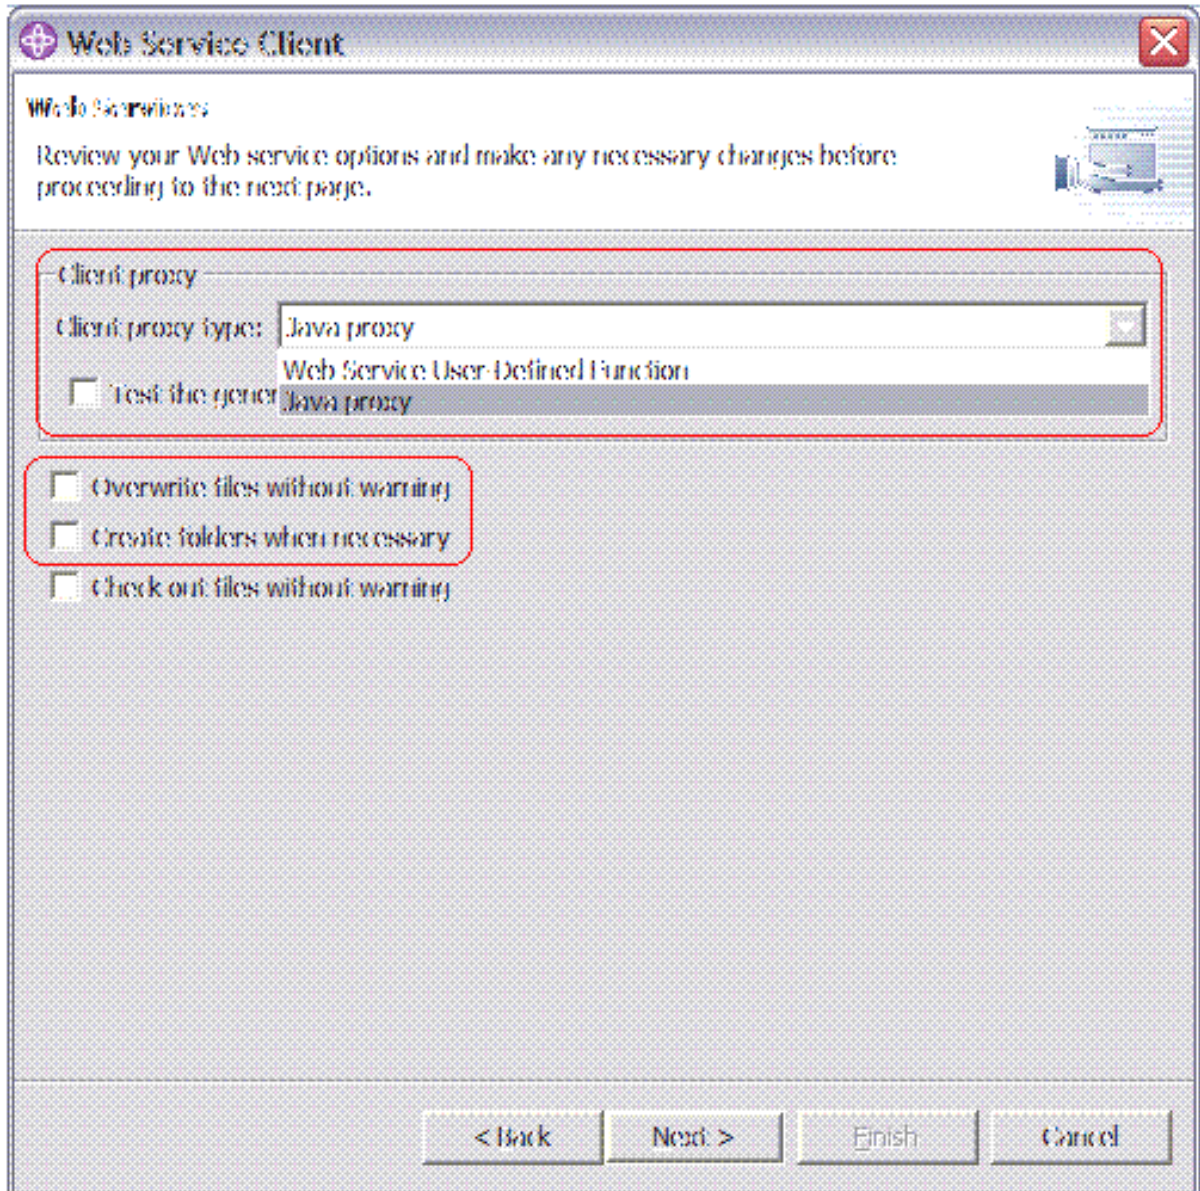 Web Service Client
Web Services
Review your Web service options and make any necessary changes before
proceeding to the next page.
Client proxy
Client proxy type: Java proxy
Web Service User-Defined Function
Test the gener Java proxy
Overwrite files without warning
Create folders when necessary
Check out files without warning
< Back Next > Finish Cancel